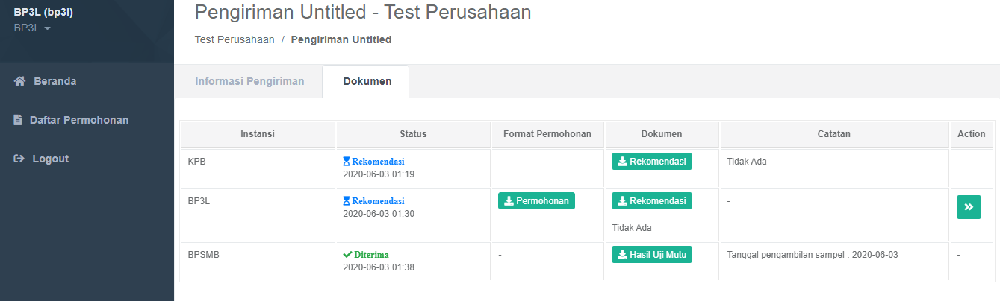 BP3L (bp3l)
BP3L
Beranda
Daftar Permohonan
Logout
Pengiriman Untitled - Test Perusahaan
Test Perusahaan / Pengiriman Untitled
Informasi Pengiriman Dokumen
Instansi Status Format Permohonan Dokumen Catatan Action
KPB Rekomendasi - Rekomendasi Tidak Ada -
2020-06-03 01:19
BP3L Rekomendasi Permohonan Rekomendasi -
2020-06-03 01:30
Tidak Ada
BPSMB Diterima - Hasil Uji Mutu Tanggal pengambilan sampel : 2020-06-03 -
2020-06-03 01:38